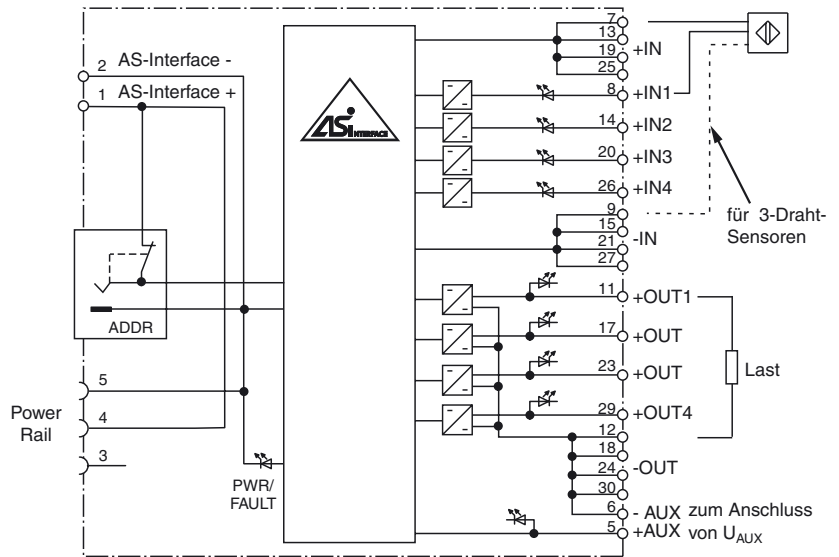 2 AS-Interface -
1 AS-Interface +
ADDR
5
Power
Rail
4
3
PWR/
FAULT
ASi INTERFACE
7
13
19 +IN
25
8 +IN1
14 +IN2
20 +IN3
26 +IN4
9
15
21 -IN
27
für 3-Draht-
Sensoren
11 +OUT1
17 +OUT
23 +OUT
29 +OUT4
Last
12
18
24 -OUT
30
6 - AUX zum Anschluss
5 +AUX von UAUX